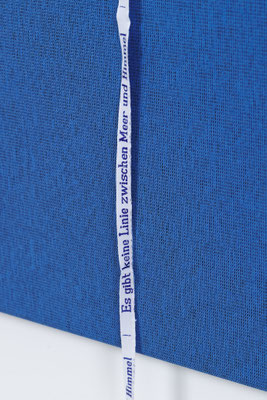 Es gibt keine Linie zwischen Meer und Himmel |
Himmel |